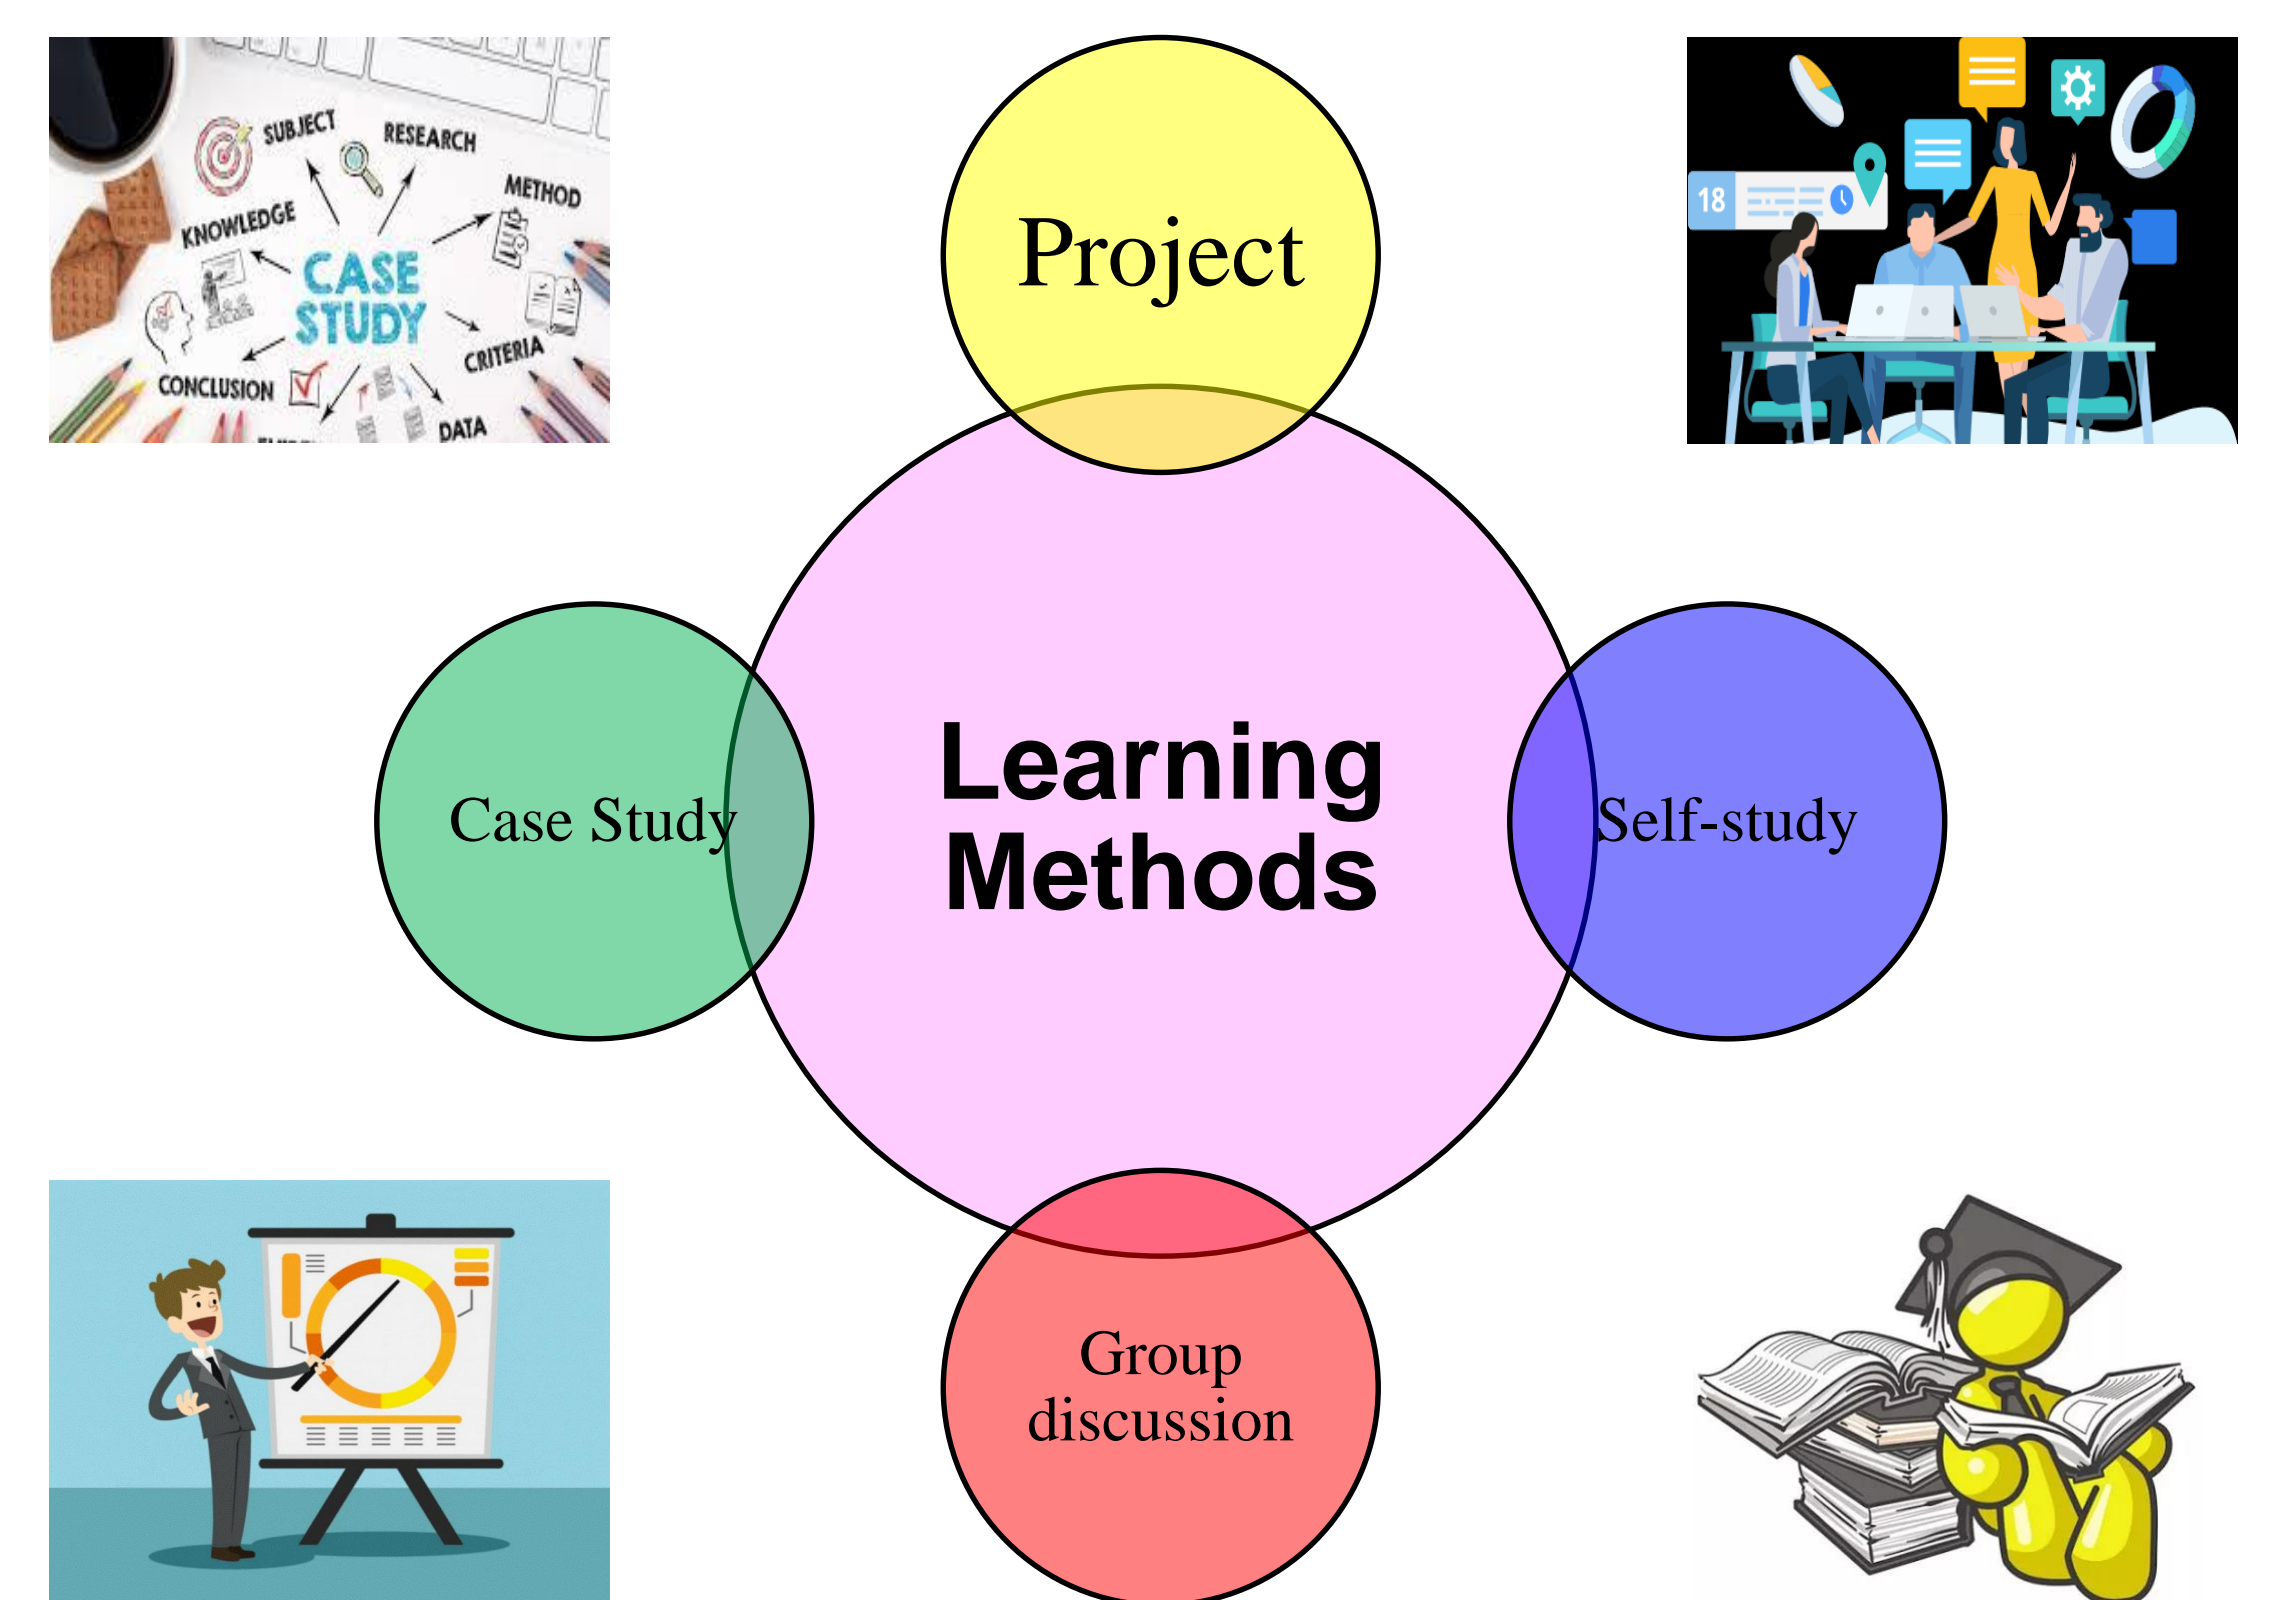 SUBJECT
RESEARCH
METHOD
KNOWLEDGE
CASE
STUDY
CRITERIA
CONCLUSION
DATA
Project
18
Learning
Methods
Case Study
Self-study
Group
discussion